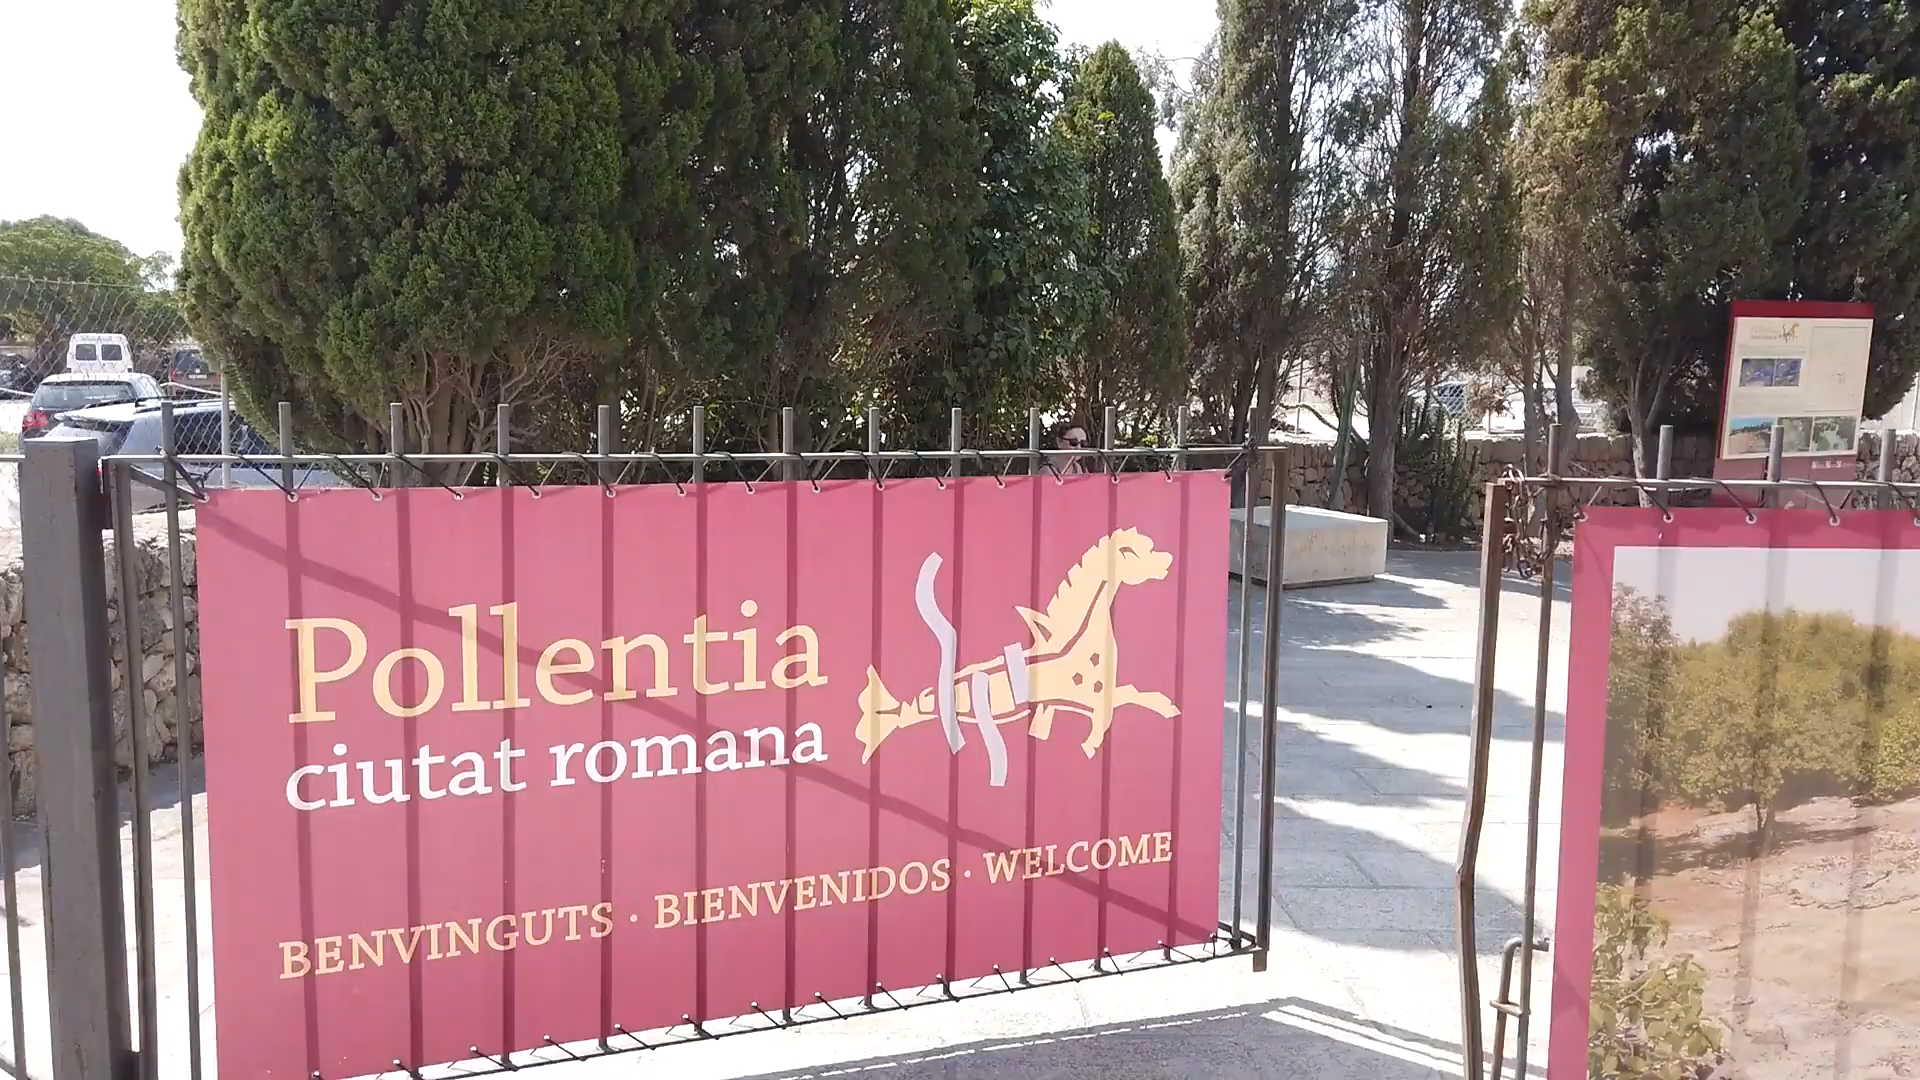 Pollentia
ciutat romana
BENVINGUTS · BIENVENIDOS · WELCOME